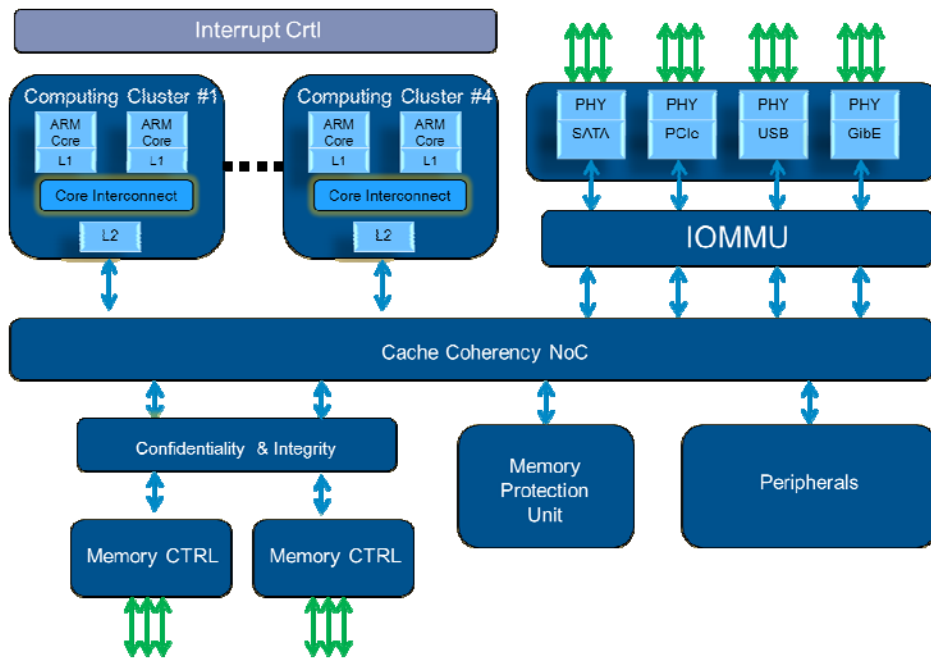 Interrupt Crtl
Computing Cluster #1
ARM
Core
L1
ARM
Core
L1
Core Interconnect
L2
Computing Cluster #4
ARM
Core
L1
ARM
Core
L1
Core Interconnect
L2
PHY
SATA
PHY
PCIe
PHY
USB
PHY
GibE
IOMMU
Cache Coherency NoC
Confidentiality & Integrity
Memory CTRL
Memory CTRL
Memory
Protection
Unit
Peripherals